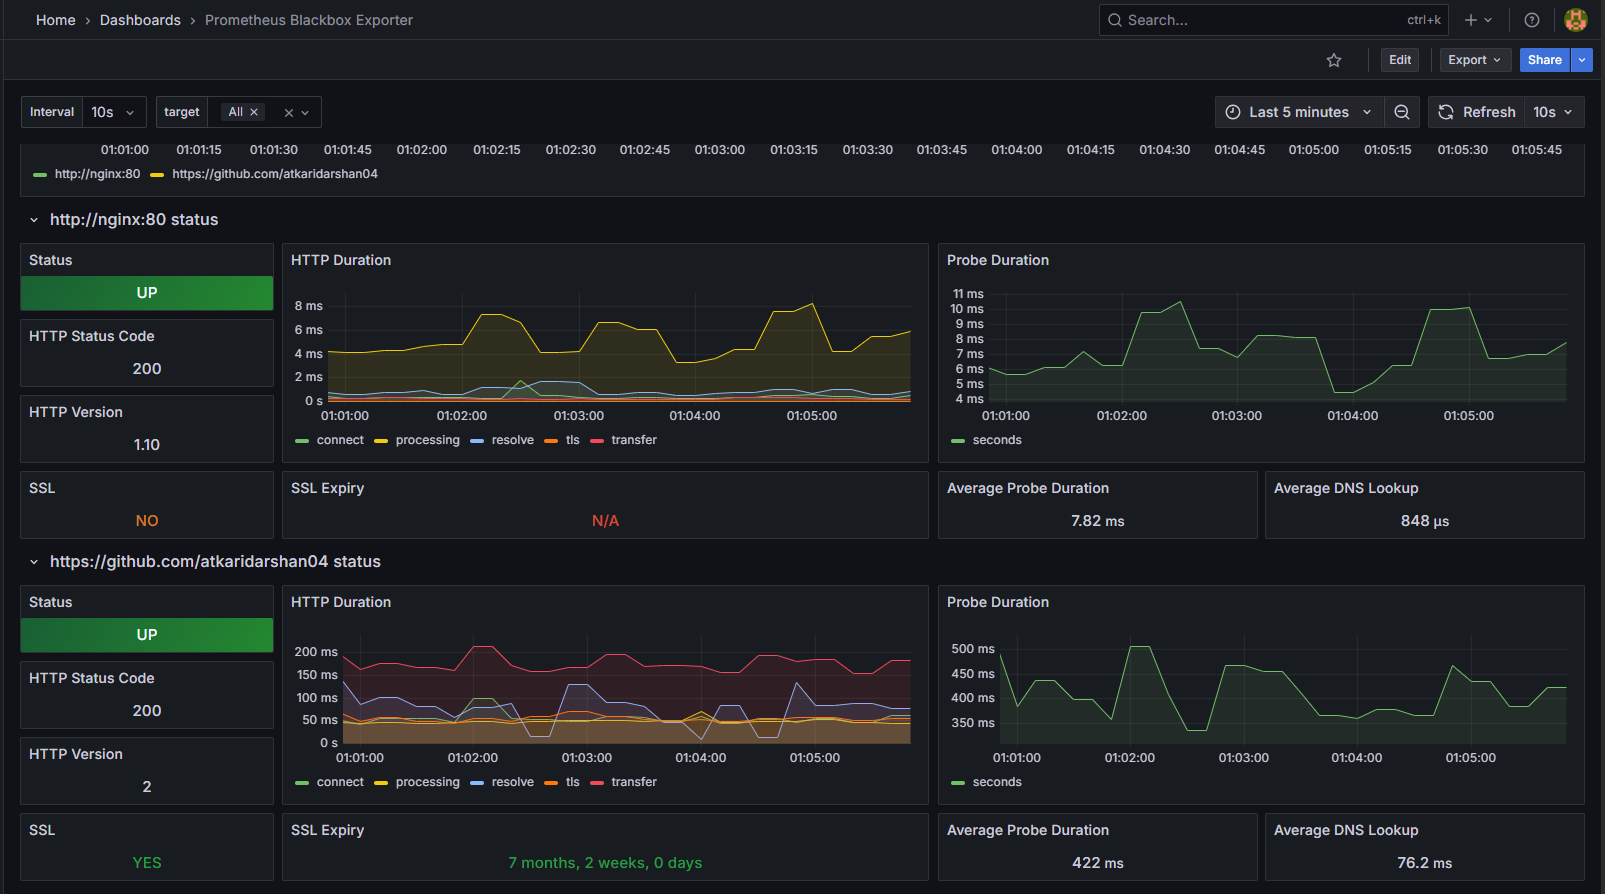 Home › Dashboards › Prometheus Blackbox Exporter
Search... ctrl+k
Edit Export Share
Interval 10s target All Last 5 minutes Refresh 10s
01:01:00 01:01:15 01:01:30 01:01:45 01:02:00 01:02:15 01:02:30 01:02:45 01:03:00 01:03:15 01:03:30 01:03:45 01:04:00 01:04:15 01:04:30 01:04:45 01:05:00 01:05:15 01:05:30 01:05:45
http://nginx:80 https://github.com/atkaridarshan04
http://nginx:80 status
Status
UP
HTTP Status Code
200
HTTP Version
1.10
HTTP Duration
8 ms
6 ms
4 ms
2 ms
0 s
01:01:00 01:02:00 01:03:00 01:04:00 01:05:00
connect processing resolve tls transfer
Probe Duration
11 ms
10 ms
9 ms
8 ms
7 ms
6 ms
5 ms
4 ms
01:01:00 01:02:00 01:03:00 01:04:00 01:05:00
seconds
SSL
NO
SSL Expiry
N/A
Average Probe Duration
7.82 ms
Average DNS Lookup
848 µs
https://github.com/atkaridarshan04 status
Status
UP
HTTP Status Code
200
HTTP Version
2
HTTP Duration
200 ms
150 ms
100 ms
50 ms
0 s
01:01:00 01:02:00 01:03:00 01:04:00 01:05:00
connect processing resolve tls transfer
Probe Duration
500 ms
450 ms
400 ms
350 ms
01:01:00 01:02:00 01:03:00 01:04:00 01:05:00
seconds
SSL
YES
SSL Expiry
7 months, 2 weeks, 0 days
Average Probe Duration
422 ms
Average DNS Lookup
76.2 ms